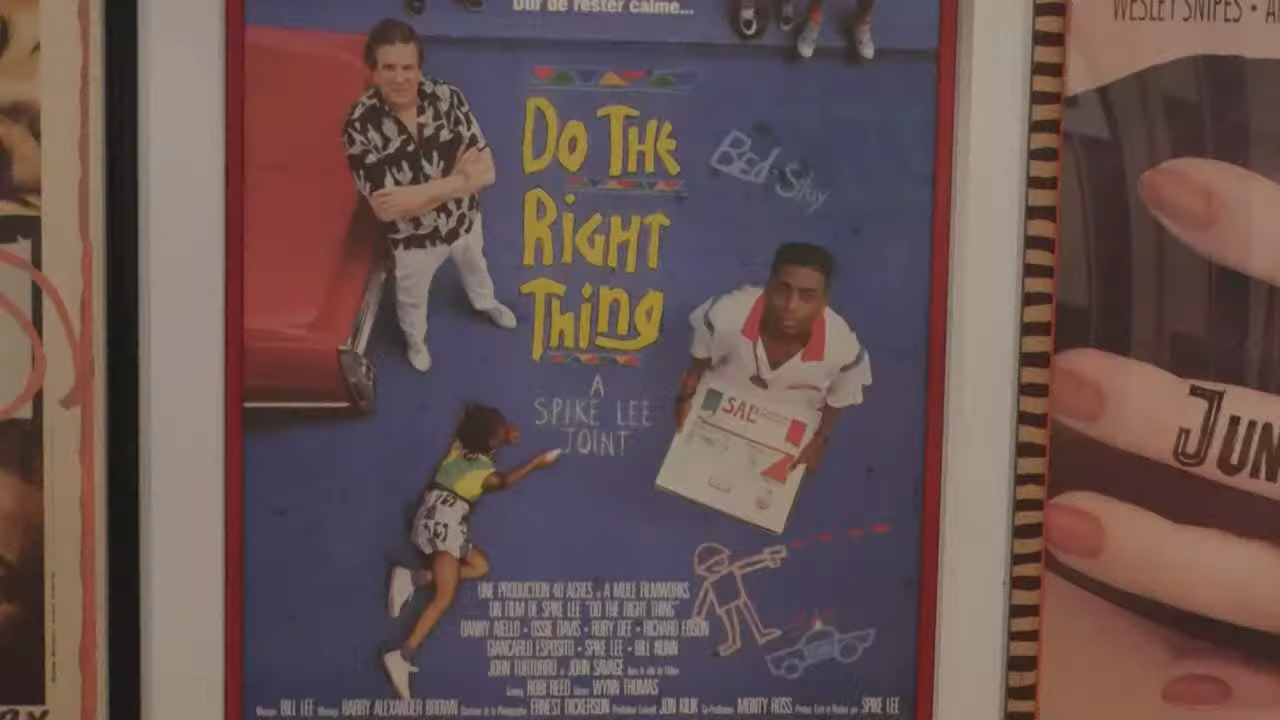 Dur de rester calme...
WESLEY SNIPES •
DO THE
RIGHT
THING
Bed-Stuy
A
SPIKE LEE
JOINT
SAL
JUN
UNE PRODUCTION 40 ACRES & A MULE FILMWORKS
UN FILM DE SPIKE LEE "DO THE RIGHT THING"
DANNY AIELLO • OSSIE DAVIS • RUBY DEE • RICHARD EDSON
GIANCARLO ESPOSITO • SPIKE LEE • BILL NUNN
JOHN TURTURRO JOHN SAVAGE
ROBI REED WYNN THOMAS
BILL LEE BARRY ALEXANDER BROWN ERNEST DICKERSON JON KILIK MONTY ROSS SPIKE LEE